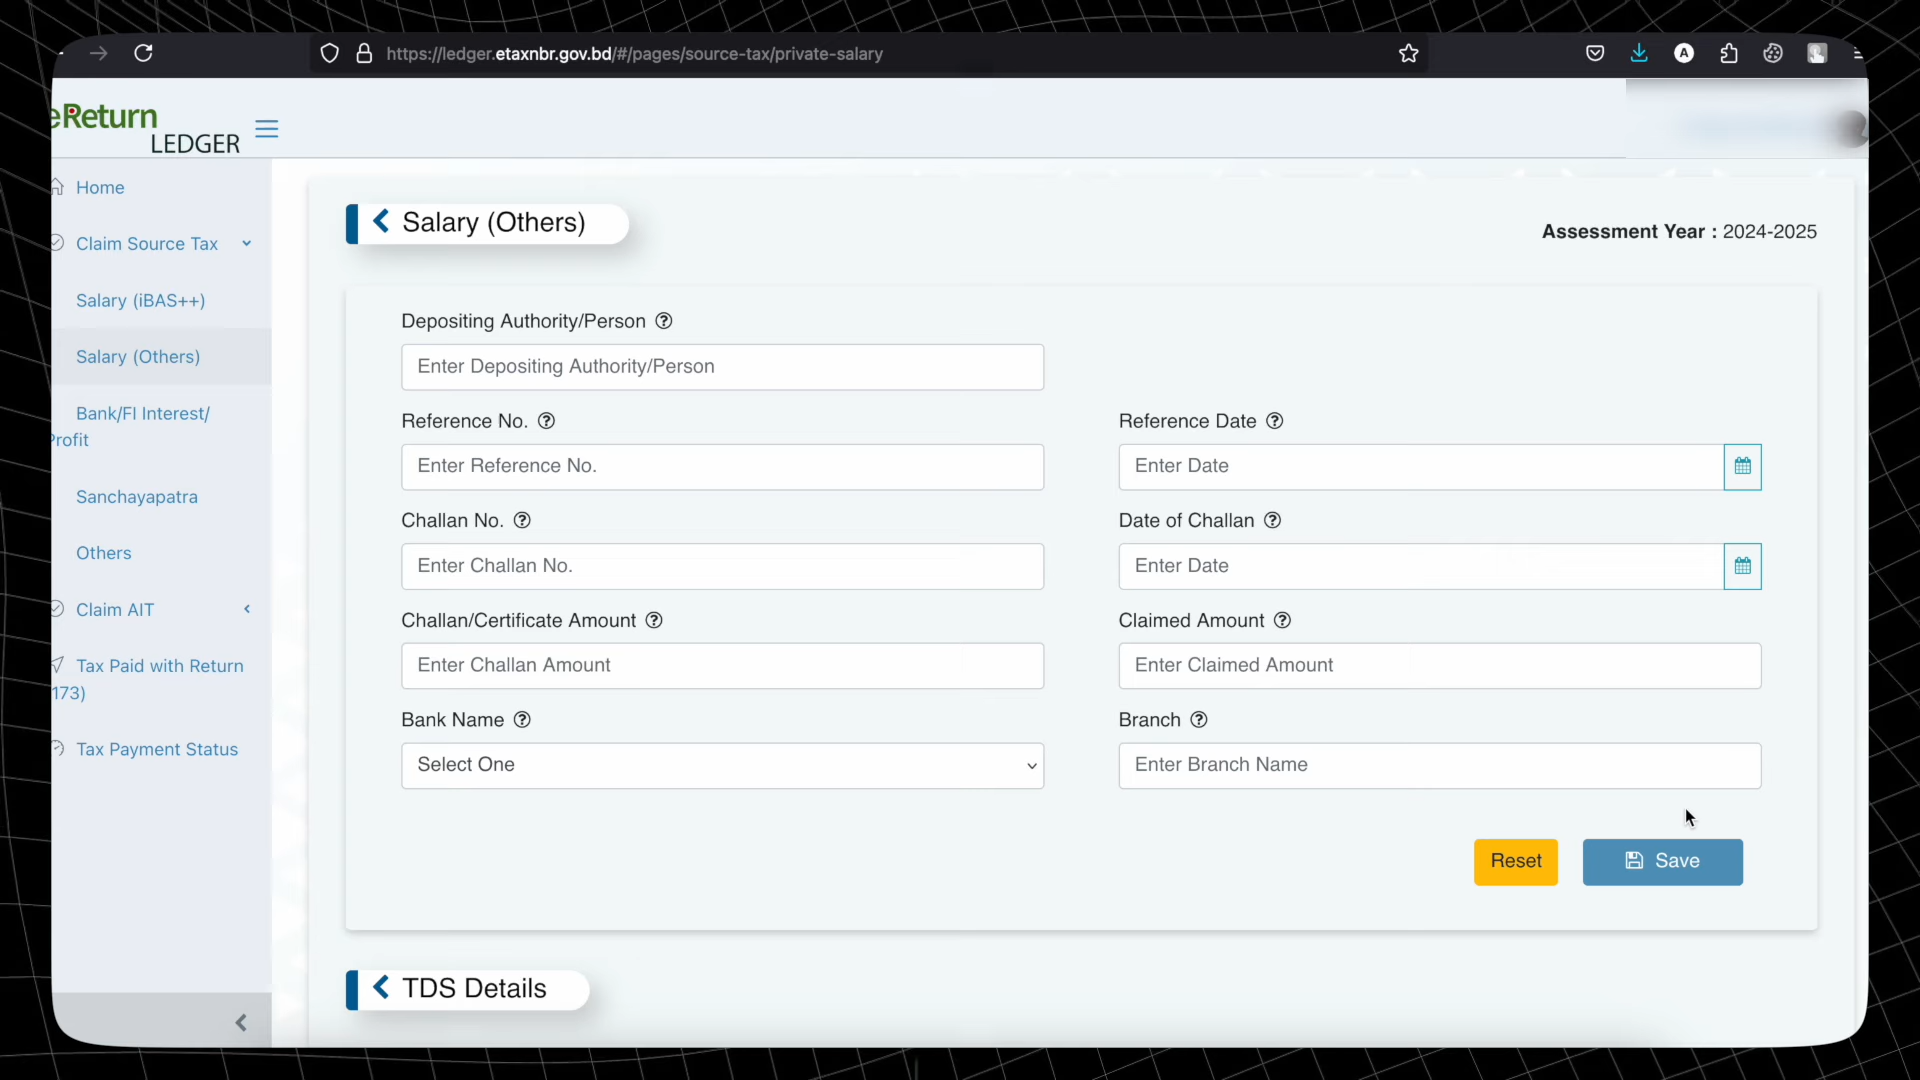 https://ledger.etaxnbr.gov.bd/#/pages/source-tax/private-salary
A
eReturn
LEDGER
Home
Claim Source Tax
Salary (iBAS++)
Salary (Others)
Bank/FI Interest/
Profit
Sanchayapatra
Others
Claim AIT
Tax Paid with Return
173)
Tax Payment Status
Salary (Others)
Assessment Year : 2024-2025
Depositing Authority/Person
Enter Depositing Authority/Person
Reference No.
Reference Date
Enter Reference No.
Enter Date
Challan No.
Date of Challan
Enter Challan No.
Enter Date
Challan/Certificate Amount
Claimed Amount
Enter Challan Amount
Enter Claimed Amount
Bank Name
Branch
Select One
Enter Branch Name
Reset
Save
TDS Details